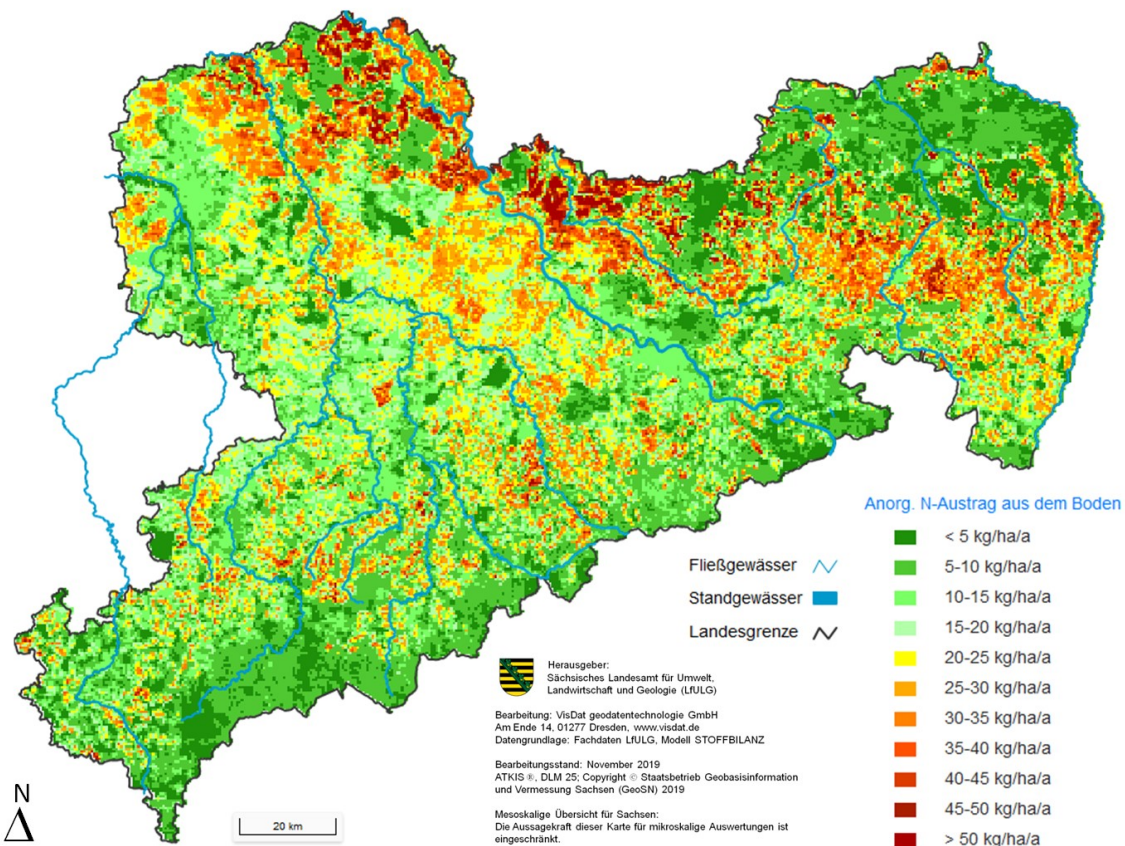 Anorg. N-Austrag aus dem Boden
< 5 kg/ha/a
5-10 kg/ha/a
10-15 kg/ha/a
15-20 kg/ha/a
20-25 kg/ha/a
25-30 kg/ha/a
30-35 kg/ha/a
35-40 kg/ha/a
40-45 kg/ha/a
45-50 kg/ha/a
> 50 kg/ha/a
Fließgewässer
Standgewässer
Landesgrenze
Herausgeber:
Sächsisches Landesamt für Umwelt,
Landwirtschaft und Geologie (LfULG)
Bearbeitung: VisDat geodatentechnologie GmbH
Am Ende 14, 01277 Dresden, www.visdat.de
Datengrundlage: Fachdaten LfULG, Modell STOFFBILANZ
Bearbeitungsstand: November 2019
ATKIS ®, DLM 25; Copyright © Staatsbetrieb Geobasisinformation
und Vermessung Sachsen (GeoSN) 2019
Mesoskalige Übersicht für Sachsen:
Die Aussagekraft dieser Karte für mikroskalige Auswertungen ist
eingeschränkt.
N
20 km